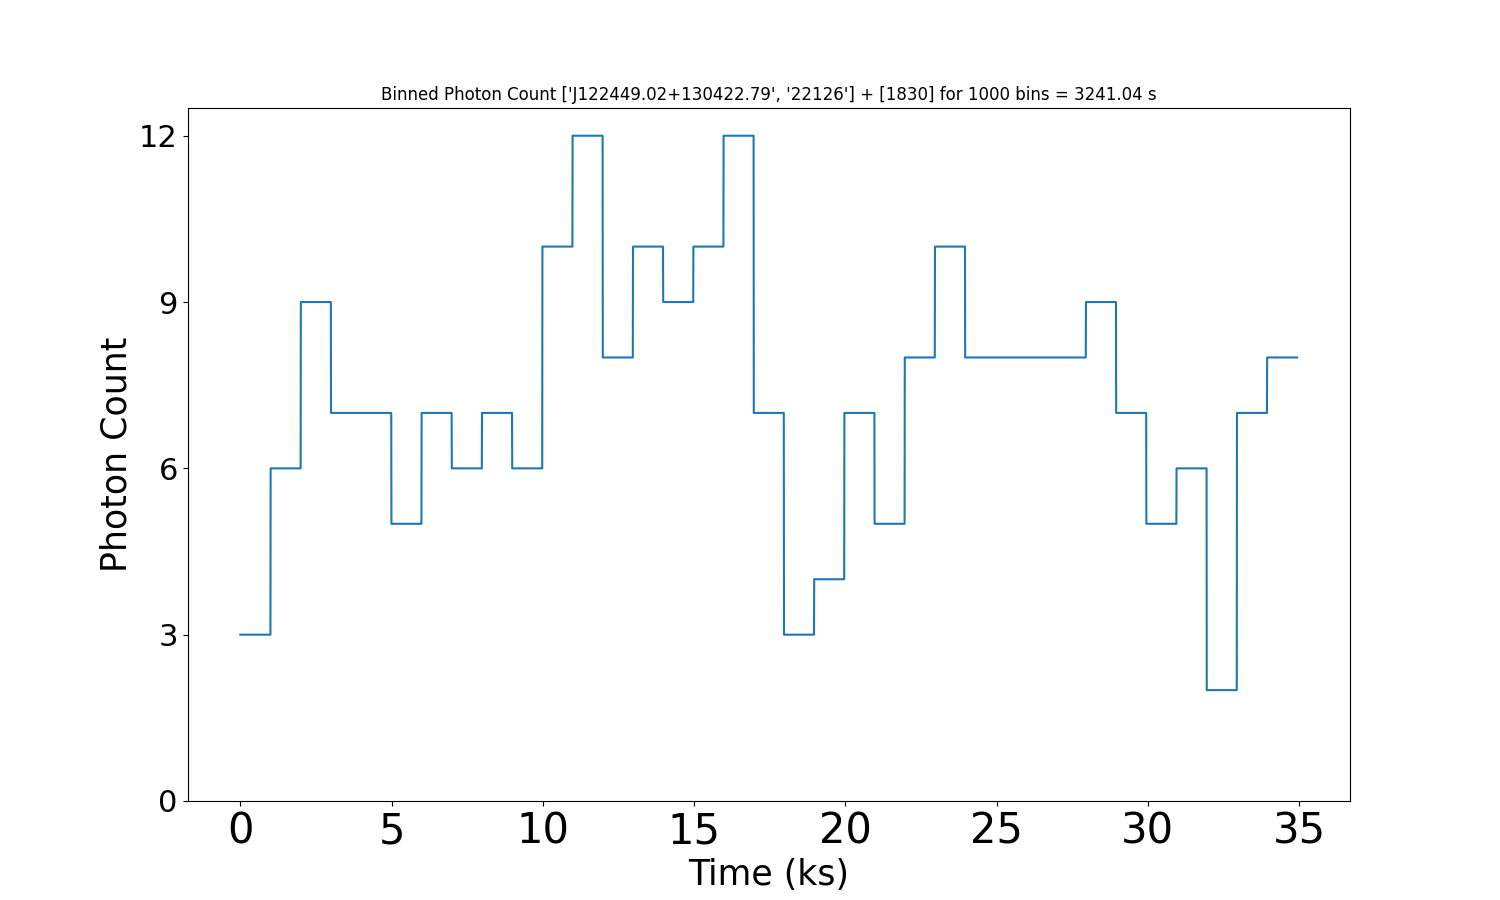 Binned Photon Count ['J122449.02+130422.79', '22126'] + [1830] for 1000 bins = 3241.04 s
12
9
6
3
0
Photon Count
0 5 10 15 20 25 30 35
Time (ks)